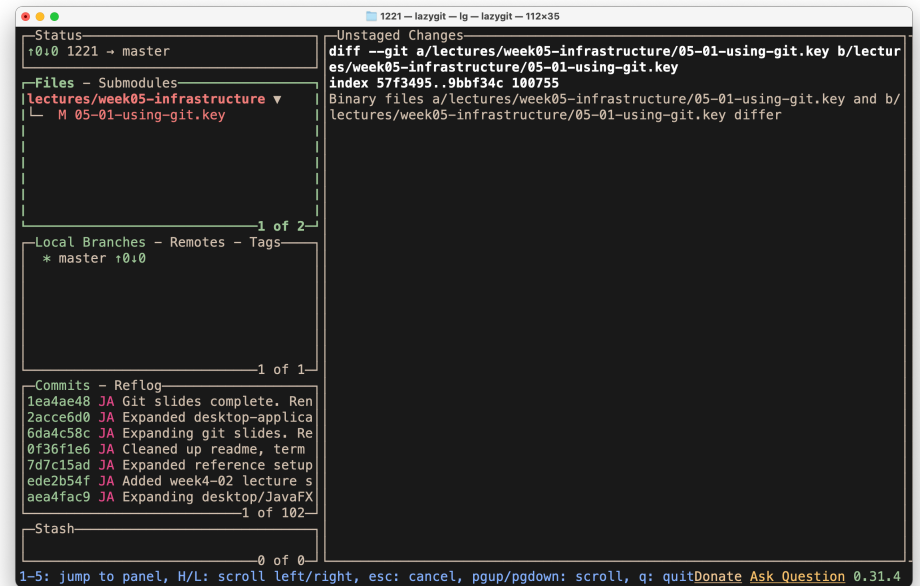 1221 — lazygit — lg — lazygit — 112×35
Status
↑0↓0 1221 → master
Files – Submodules
lectures/week05-infrastructure ▼
M 05-01-using-git.key
1 of 2
Local Branches – Remotes – Tags
* master ↑0↓0
1 of 1
Commits – Reflog
1ea4ae48 JA Git slides complete. Ren
2acce6d0 JA Expanded desktop-applica
6da4c58c JA Expanding git slides. Re
0f36f1e6 JA Cleaned up readme, term
7d7c15ad JA Expanded reference setup
ede2b54f JA Added week4-02 lecture s
aea4fac9 JA Expanding desktop/JavaFX
1 of 102
Stash
0 of 0
Unstaged Changes
diff --git a/lectures/week05-infrastructure/05-01-using-git.key b/lectur
es/week05-infrastructure/05-01-using-git.key
index 57f3495..9bbf34c 100755
Binary files a/lectures/week05-infrastructure/05-01-using-git.key and b/
lectures/week05-infrastructure/05-01-using-git.key differ
1-5: jump to panel, H/L: scroll left/right, esc: cancel, pgup/pgdown: scroll, q: quitDonate Ask Question 0.31.4